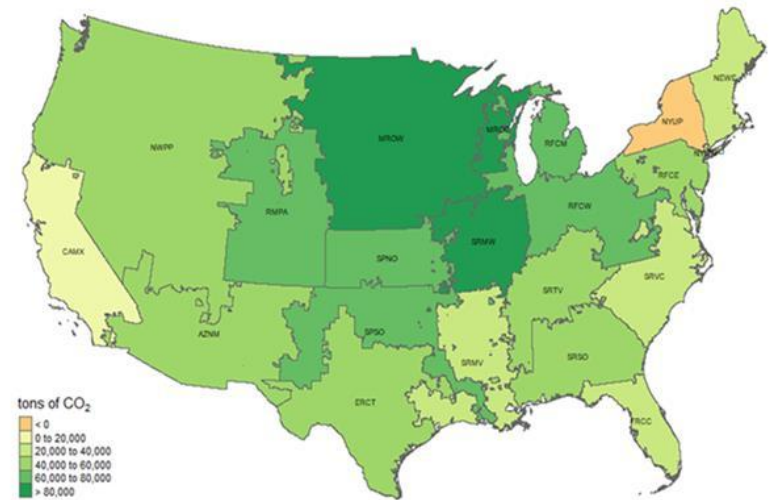 NEWE
NYUP
MROW
RFCM
NWPP
RFCE
RMPA
RFCW
CAMX
SRMW
SPNO
SRVC
SRTV
AZNM
SPSO
SRSO
SRMV
ERCT
FRCC
tons of CO₂
< 0
0 to 20,000
20,000 to 40,000
40,000 to 60,000
60,000 to 80,000
> 80,000